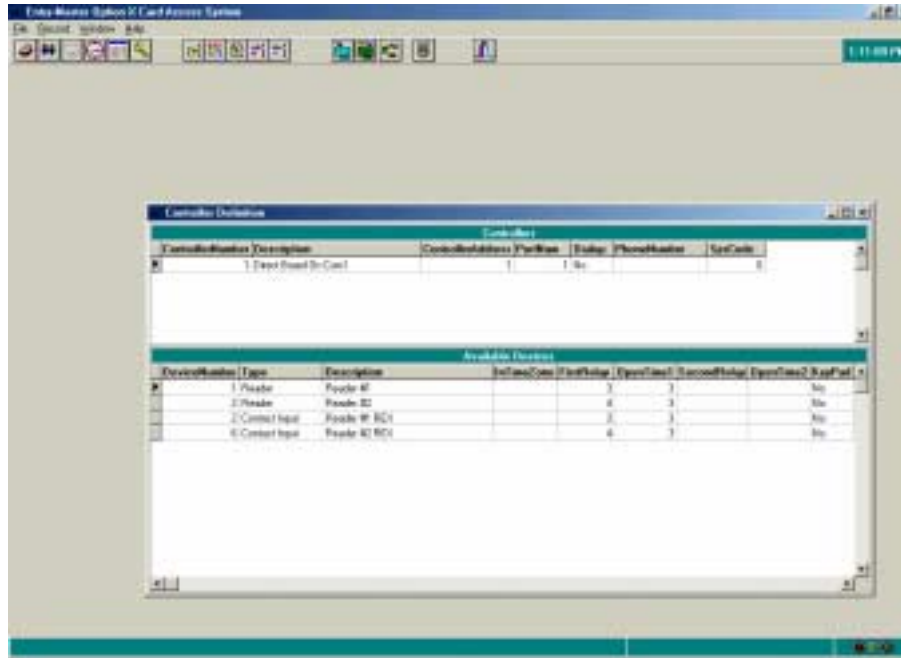 Entry-Master Option X Card Access System
File Record Window Help
Controller Definition
Controllers
ControllerNumber Description ControllerAddress PortNum Dialup PhoneNumber SysCode
1 Direct Board On Com1 1 1 No
Available Devices
DeviceNumber Type Description InTimeZone FirstRelay OpenTime1 SecondRelay OpenTime2 KeyPad
1 Reader Reader #1 3 3 No
Reader Reader #2 4 3 No
2 Contact Input Reader #1 REX 3 3 No
Contact Input Reader #2 REX 4 3 No